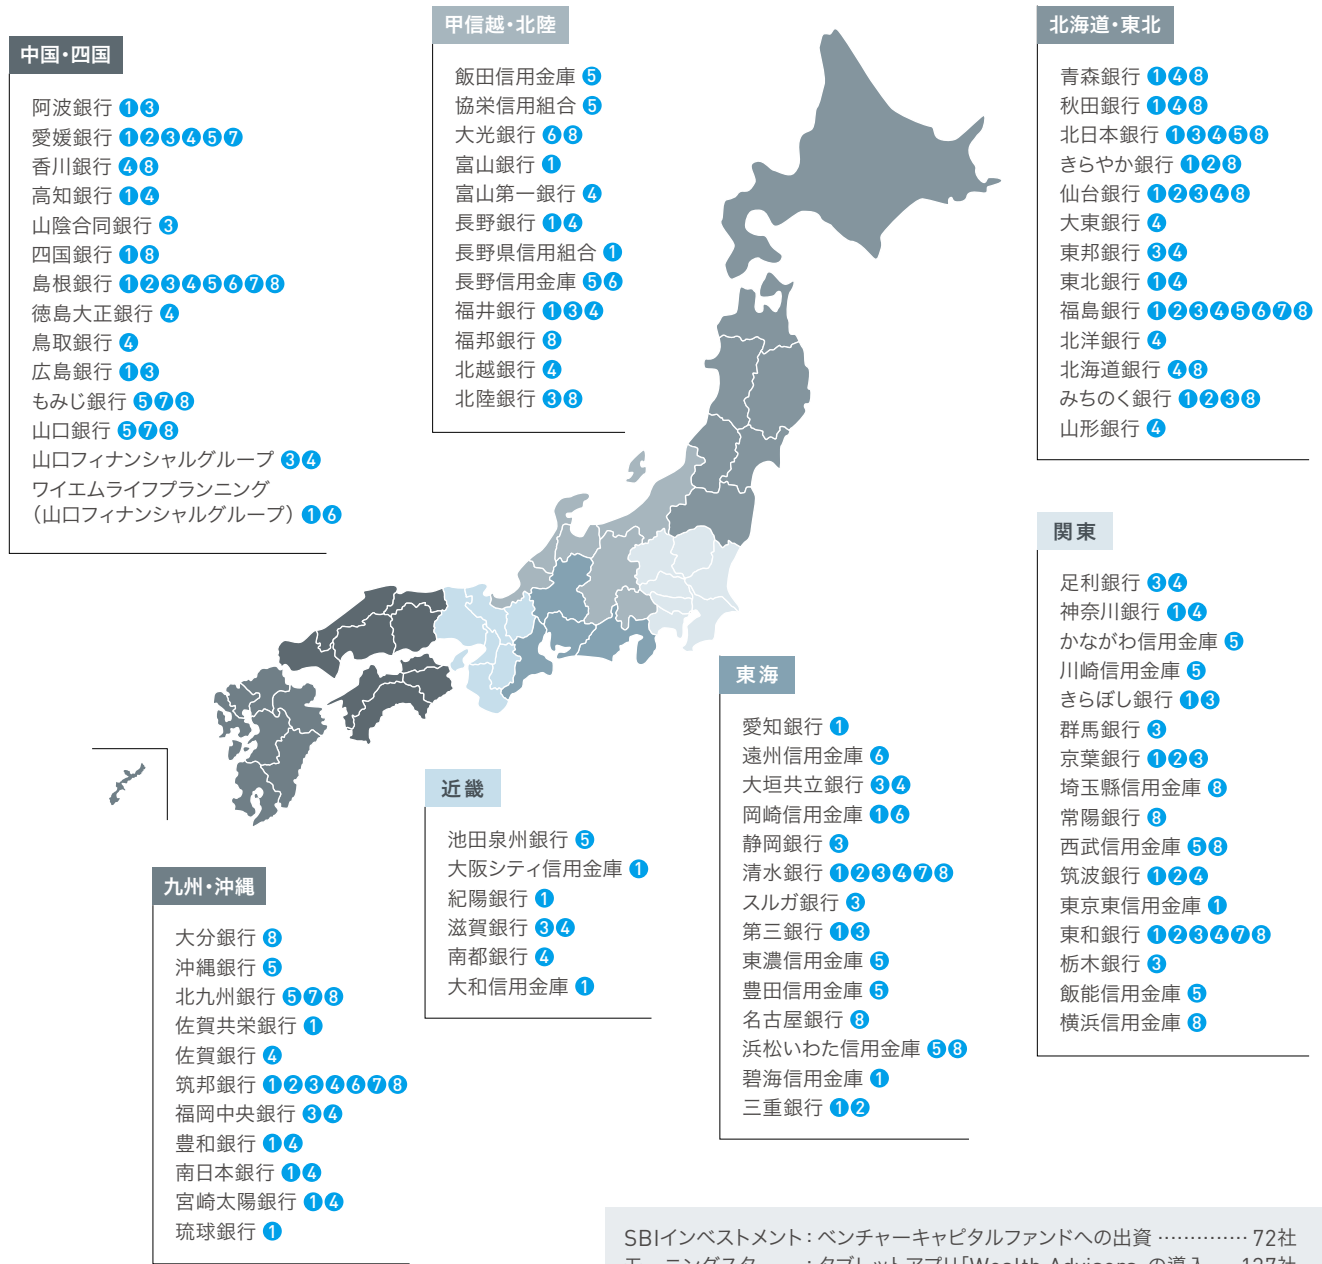 中国・四国
阿波銀行 ❶❸
愛媛銀行 ❶❷❸❹❺❼
香川銀行 ❹❽
高知銀行 ❶❹
山陰合同銀行 ❸
四国銀行 ❶❽
島根銀行 ❶❷❸❹❺❻❼❽
徳島大正銀行 ❹
鳥取銀行 ❹
広島銀行 ❶❸
もみじ銀行 ❺❼❽
山口銀行 ❺❼❽
山口フィナンシャルグループ ❸❹
ワイエムライフプランニング
（山口フィナンシャルグループ）❶❻
甲信越・北陸
飯田信用金庫 ❺
協栄信用組合 ❺
大光銀行 ❻❽
富山銀行 ❶
富山第一銀行 ❹
長野銀行 ❶❹
長野県信用組合 ❶
長野信用金庫 ❺❻
福井銀行 ❶❸❹
福邦銀行 ❽
北越銀行 ❹
北陸銀行 ❸❽
北海道・東北
青森銀行 ❶❹❽
秋田銀行 ❶❹❽
北日本銀行 ❶❸❹❺❽
きらやか銀行 ❶❷❽
仙台銀行 ❶❷❸❹❽
大東銀行 ❹
東邦銀行 ❸❹
東北銀行 ❶❹
福島銀行 ❶❷❸❹❺❻❼❽
北洋銀行 ❹
北海道銀行 ❹❽
みちのく銀行 ❶❷❸❽
山形銀行 ❹
関東
足利銀行 ❸❹
神奈川銀行 ❶❹
かながわ信用金庫 ❺
川崎信用金庫 ❺
きらぼし銀行 ❶❸
群馬銀行 ❸
京葉銀行 ❶❷❸
埼玉縣信用金庫 ❽
常陽銀行 ❽
西武信用金庫 ❺❽
筑波銀行 ❶❷❹
東京東信用金庫 ❶
東和銀行 ❶❷❸❹❼❽
栃木銀行 ❸
飯能信用金庫 ❺
横浜信用金庫 ❽
東海
愛知銀行 ❶
遠州信用金庫 ❻
大垣共立銀行 ❸❹
岡崎信用金庫 ❶❻
静岡銀行 ❸
清水銀行 ❶❷❸❹❼❽
スルガ銀行 ❸
第三銀行 ❶❸
東濃信用金庫 ❺
豊田信用金庫 ❺
名古屋銀行 ❽
浜松いわた信用金庫 ❺❽
碧海信用金庫 ❶
三重銀行 ❶❷
近畿
池田泉州銀行 ❺
大阪シティ信用金庫 ❶
紀陽銀行 ❶
滋賀銀行 ❸❹
南都銀行 ❹
大和信用金庫 ❶
九州・沖縄
大分銀行 ❽
沖縄銀行 ❺
北九州銀行 ❺❼❽
佐賀共栄銀行 ❶
佐賀銀行 ❹
筑邦銀行 ❶❷❸❹❻❼❽
福岡中央銀行 ❸❹
豊和銀行 ❶❹
南日本銀行 ❶❹
宮崎太陽銀行 ❶❹
琉球銀行 ❶
SBIインベストメント：ベンチャーキャピタルファンドへの出資 ·············· 72社
モーニングスター ：タブレットアプリ「Wealth Advisors」の導入 ···· 127社